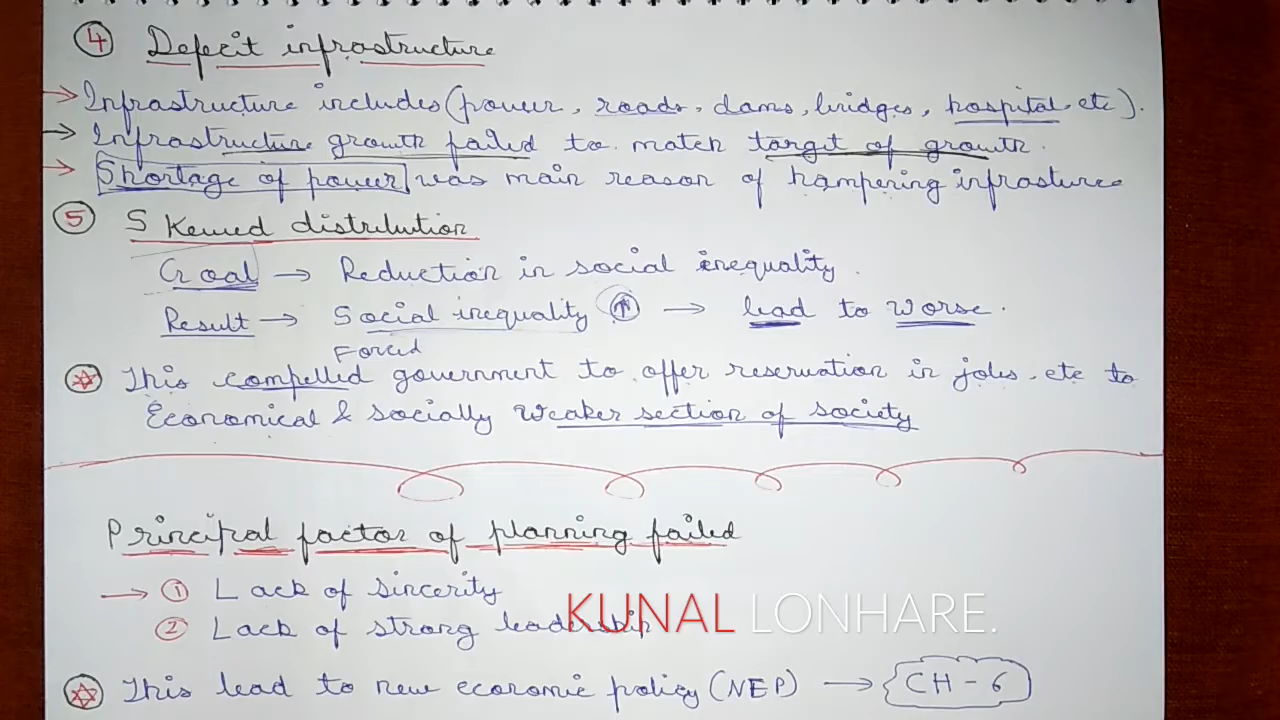 4 Deficit infrastructure
→ Infrastructure includes (power, roads, dams, bridges, hospital etc).
→ Infrastructure growth failed to match target of growth.
→ Shortage of power was main reason of hampering infrasture
5 Skewed distribution
Goal → Reduction in social inequality.
Result → Social inequality ↑ → lead to worse.
Forced
☆ This compelled government to offer reservation in jobs, etc to
Economical & socially weaker section of society
Principal factor of planning failed
→ 1 Lack of sincerity
2 Lack of strong leadership
KUNAL LONHARE.
☆ This lead to new economic policy (NEP) → CH-6